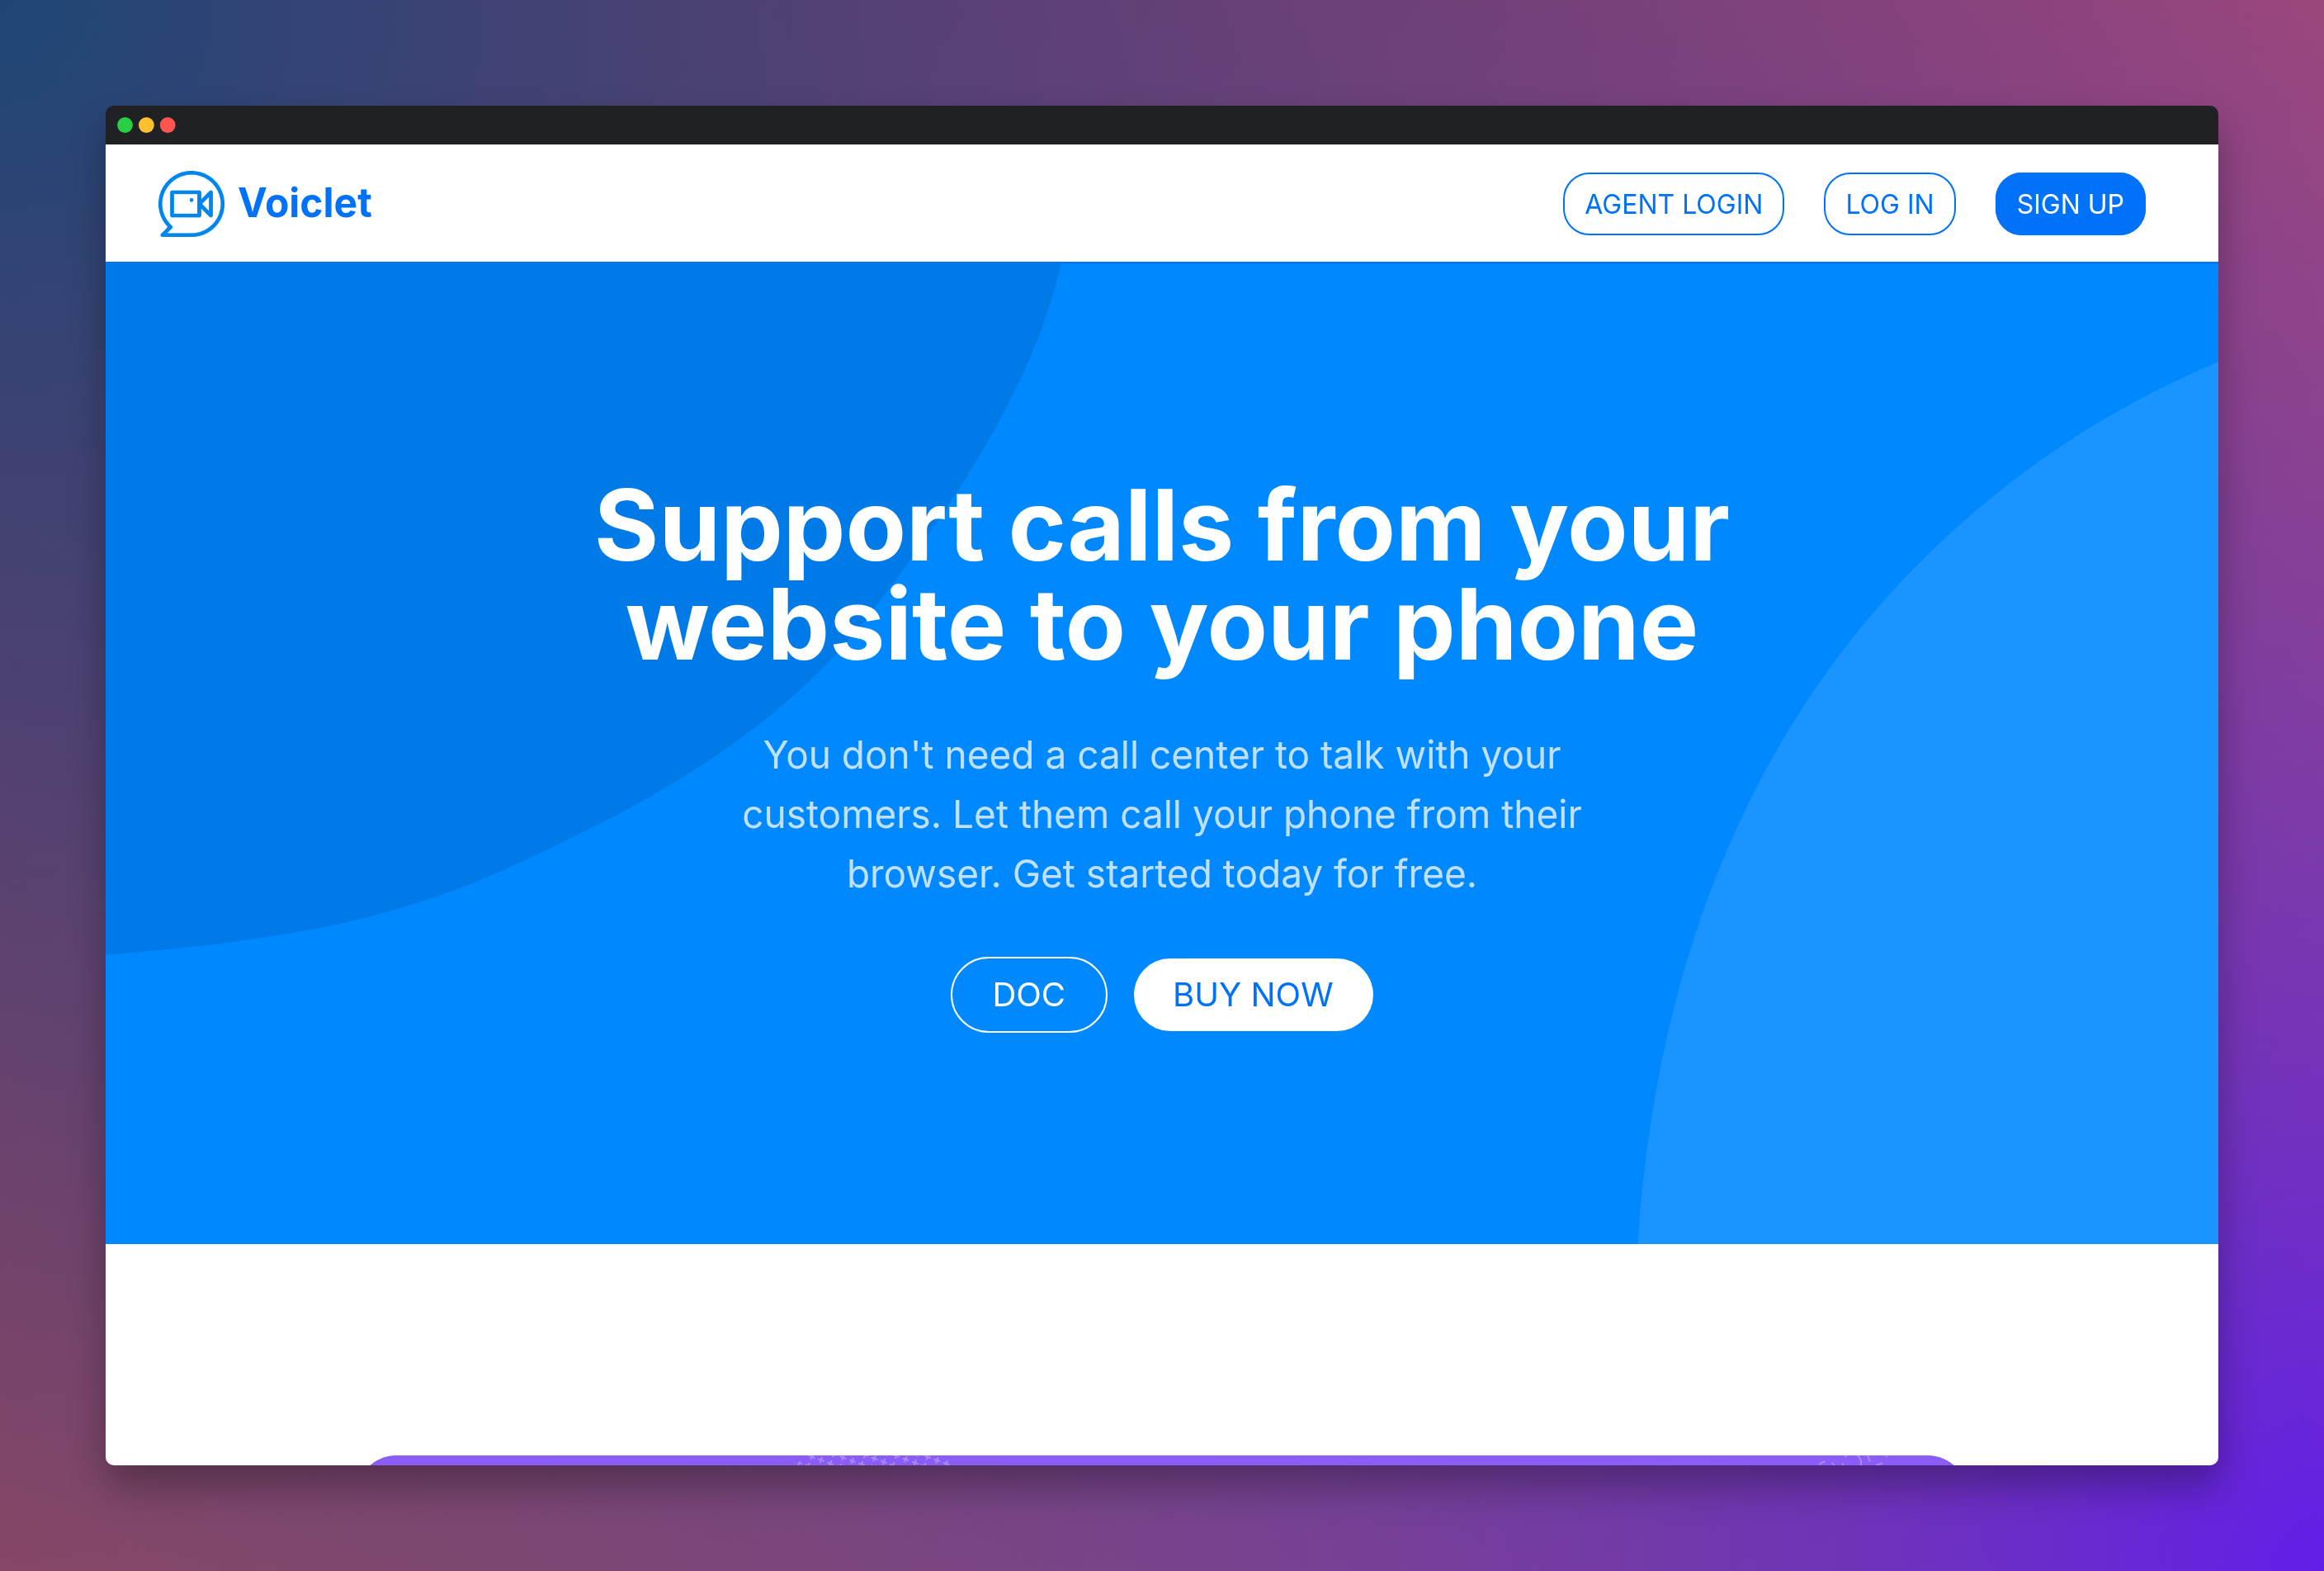 Voiclet
AGENT LOGIN
LOG IN
SIGN UP
Support calls from your
website to your phone
You don't need a call center to talk with your
customers. Let them call your phone from their
browser. Get started today for free.
DOC
BUY NOW